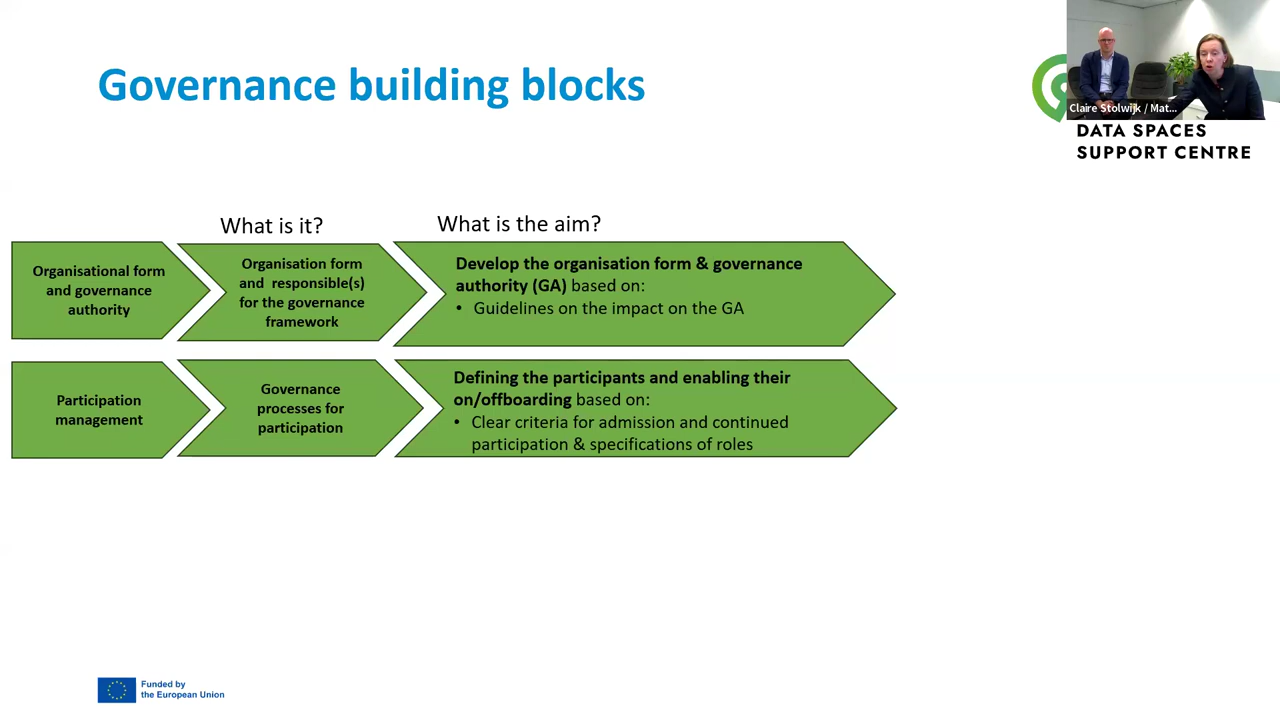 Governance building blocks
Claire Stolwijk / Mat...
DATA SPACES
SUPPORT CENTRE
What is it?
What is the aim?
Organisational form
and governance
authority
Organisation form
and responsible(s)
for the governance
framework
Develop the organisation form & governance
authority (GA) based on:
• Guidelines on the impact on the GA
Participation
management
Governance
processes for
participation
Defining the participants and enabling their
on/offboarding based on:
• Clear criteria for admission and continued
participation & specifications of roles
Funded by
the European Union